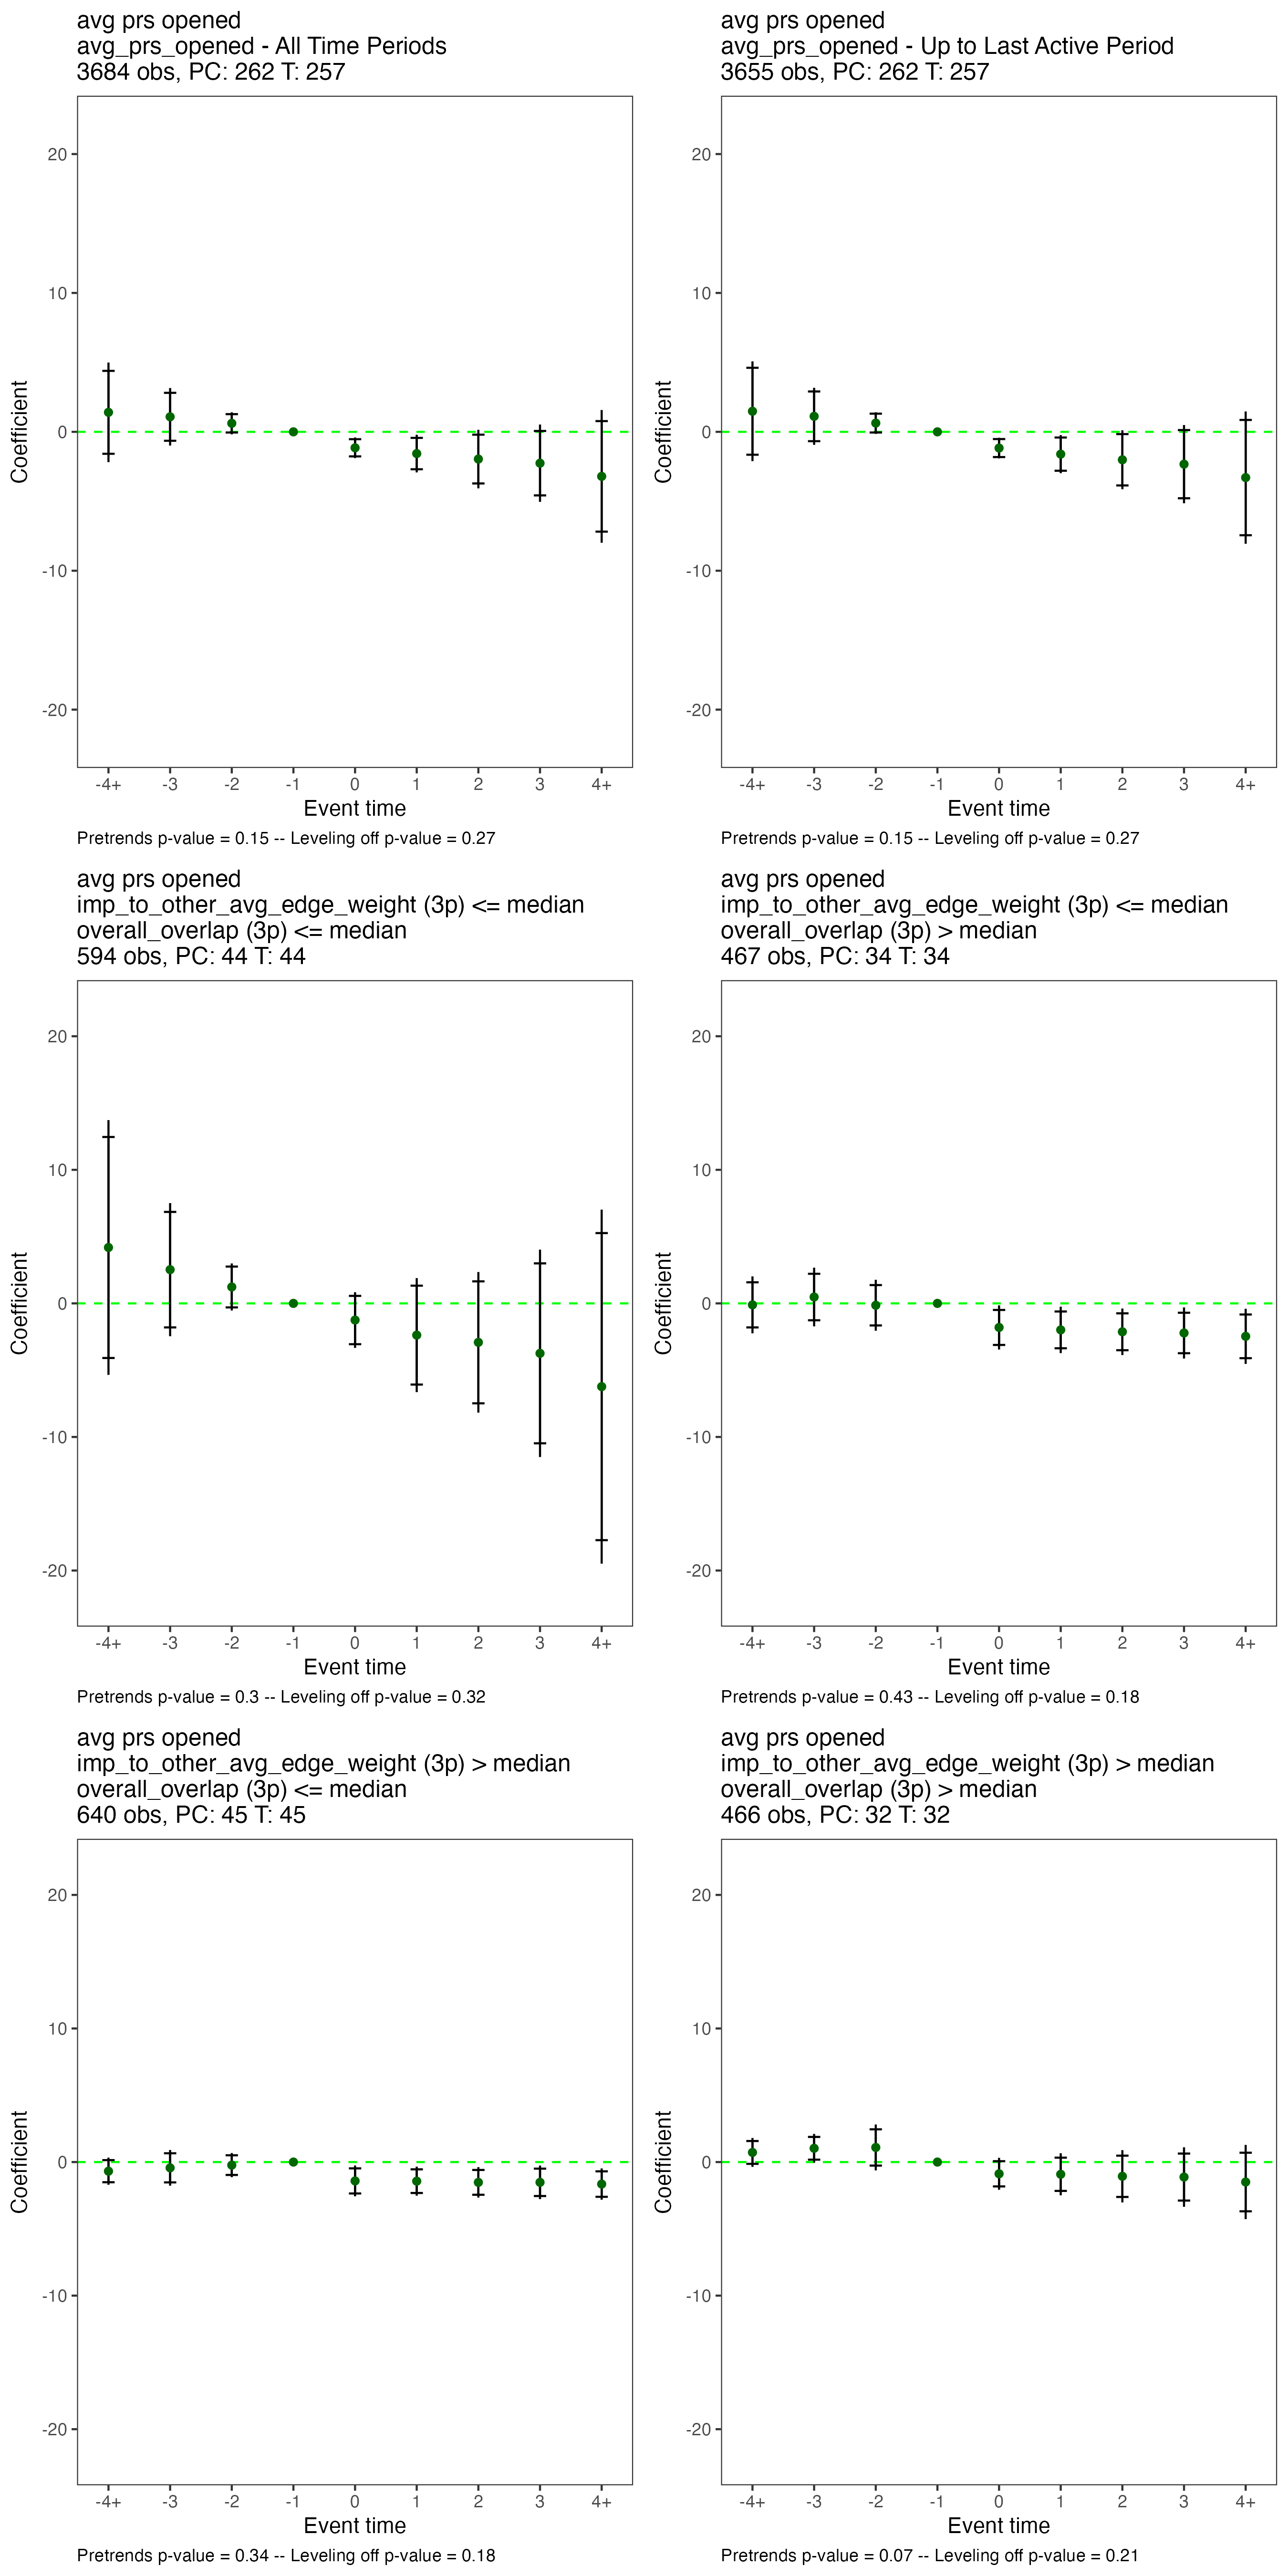 avg prs opened
avg_prs_opened - All Time Periods
3684 obs, PC: 262 T: 257
20
10
0
-10
-20
Coefficient
-4+ -3 -2 -1 0 1 2 3 4+
Event time
Pretrends p-value = 0.15 -- Leveling off p-value = 0.27
avg prs opened
avg_prs_opened - Up to Last Active Period
3655 obs, PC: 262 T: 257
20
10
0
-10
-20
Coefficient
-4+ -3 -2 -1 0 1 2 3 4+
Event time
Pretrends p-value = 0.15 -- Leveling off p-value = 0.27
avg prs opened
imp_to_other_avg_edge_weight (3p) <= median
overall_overlap (3p) <= median
594 obs, PC: 44 T: 44
20
10
0
-10
-20
Coefficient
-4+ -3 -2 -1 0 1 2 3 4+
Event time
Pretrends p-value = 0.3 -- Leveling off p-value = 0.32
avg prs opened
imp_to_other_avg_edge_weight (3p) <= median
overall_overlap (3p) > median
467 obs, PC: 34 T: 34
20
10
0
-10
-20
Coefficient
-4+ -3 -2 -1 0 1 2 3 4+
Event time
Pretrends p-value = 0.43 -- Leveling off p-value = 0.18
avg prs opened
imp_to_other_avg_edge_weight (3p) > median
overall_overlap (3p) <= median
640 obs, PC: 45 T: 45
20
10
0
-10
-20
Coefficient
-4+ -3 -2 -1 0 1 2 3 4+
Event time
Pretrends p-value = 0.34 -- Leveling off p-value = 0.18
avg prs opened
imp_to_other_avg_edge_weight (3p) > median
overall_overlap (3p) > median
466 obs, PC: 32 T: 32
20
10
0
-10
-20
Coefficient
-4+ -3 -2 -1 0 1 2 3 4+
Event time
Pretrends p-value = 0.07 -- Leveling off p-value = 0.21